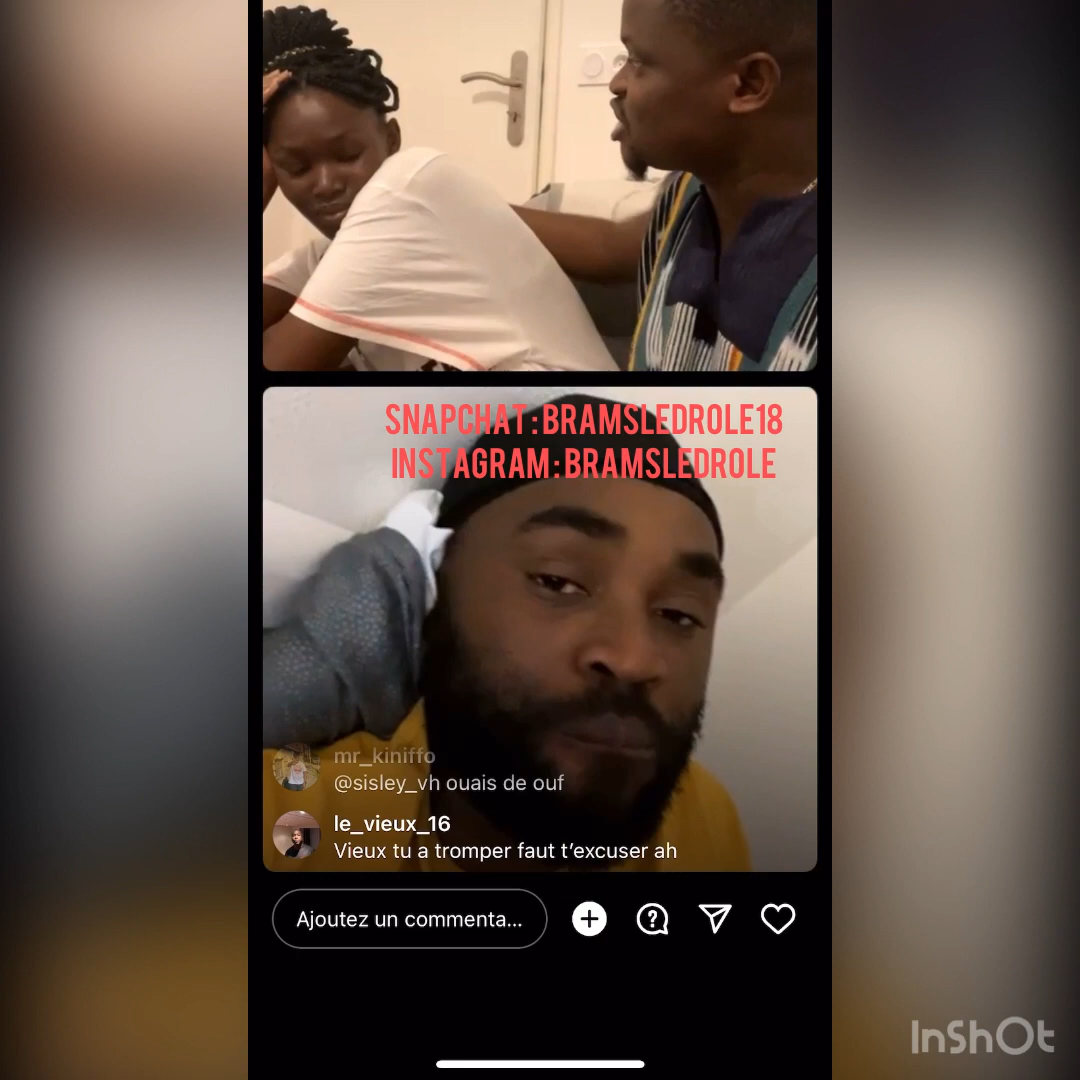 SNAPCHAT : BRAMSLEDROLE18
INSTAGRAM : BRAMSLEDROLE
mr_kiniffo
@sisley_vh ouais de ouf
le_vieux_16
Vieux tu a tromper faut t’excuser ah
Ajoutez un commenta...
InShOt